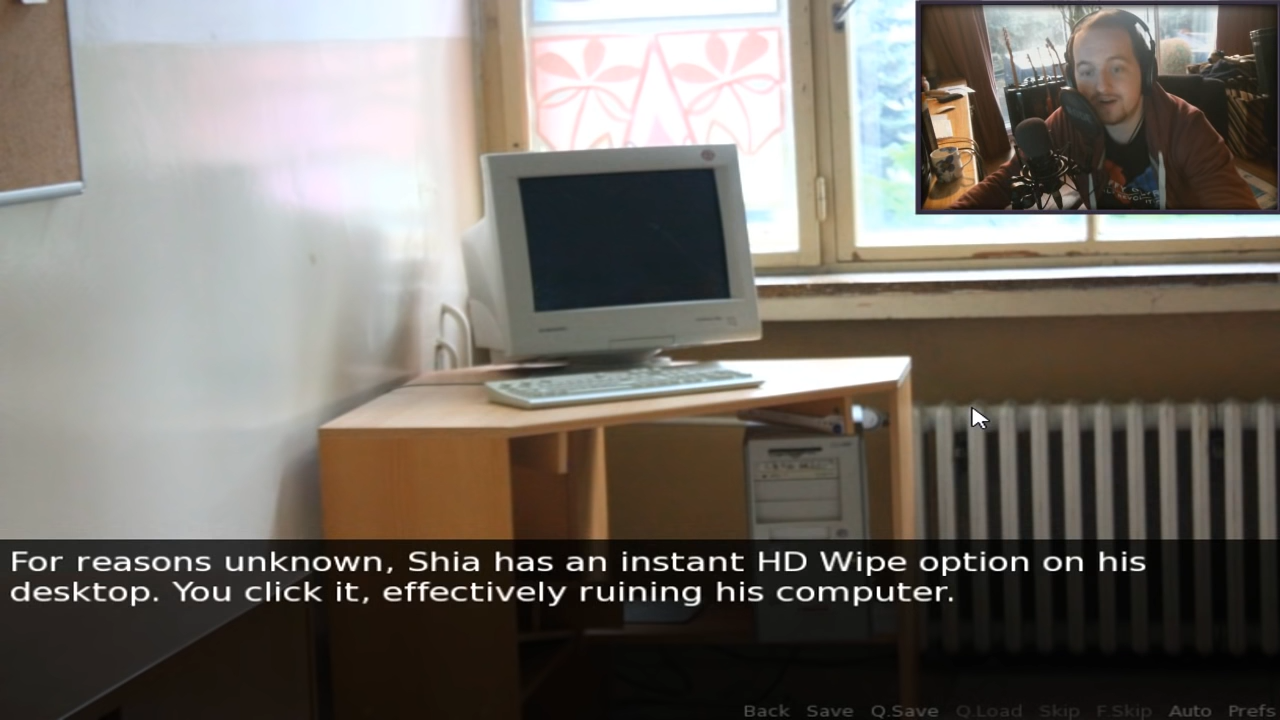 For reasons unknown, Shia has an instant HD Wipe option on his
desktop. You click it, effectively ruining his computer.
Back Save Q.Save Q.Load Skip F.Skip Auto Prefs